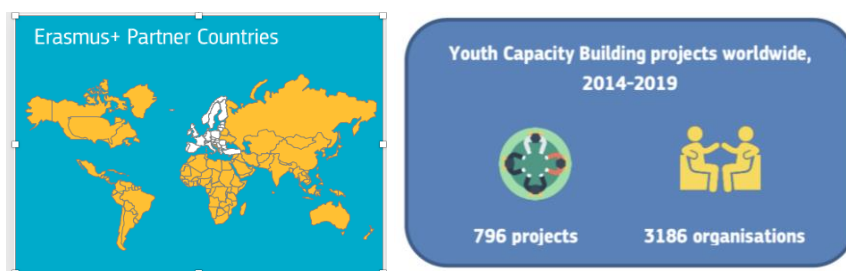 Erasmus+ Partner Countries
Youth Capacity Building projects worldwide,
2014-2019
796 projects
3186 organisations